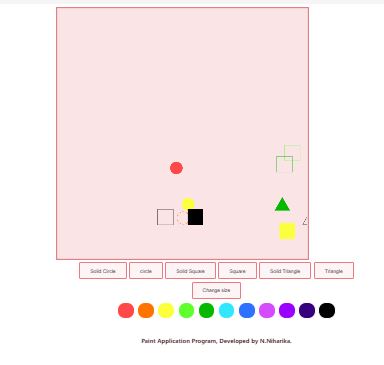 Solid Circle
circle
Solid Square
Square
Solid Triangle
Triangle
Change size
Paint Application Program, Developed by N.Niharika.